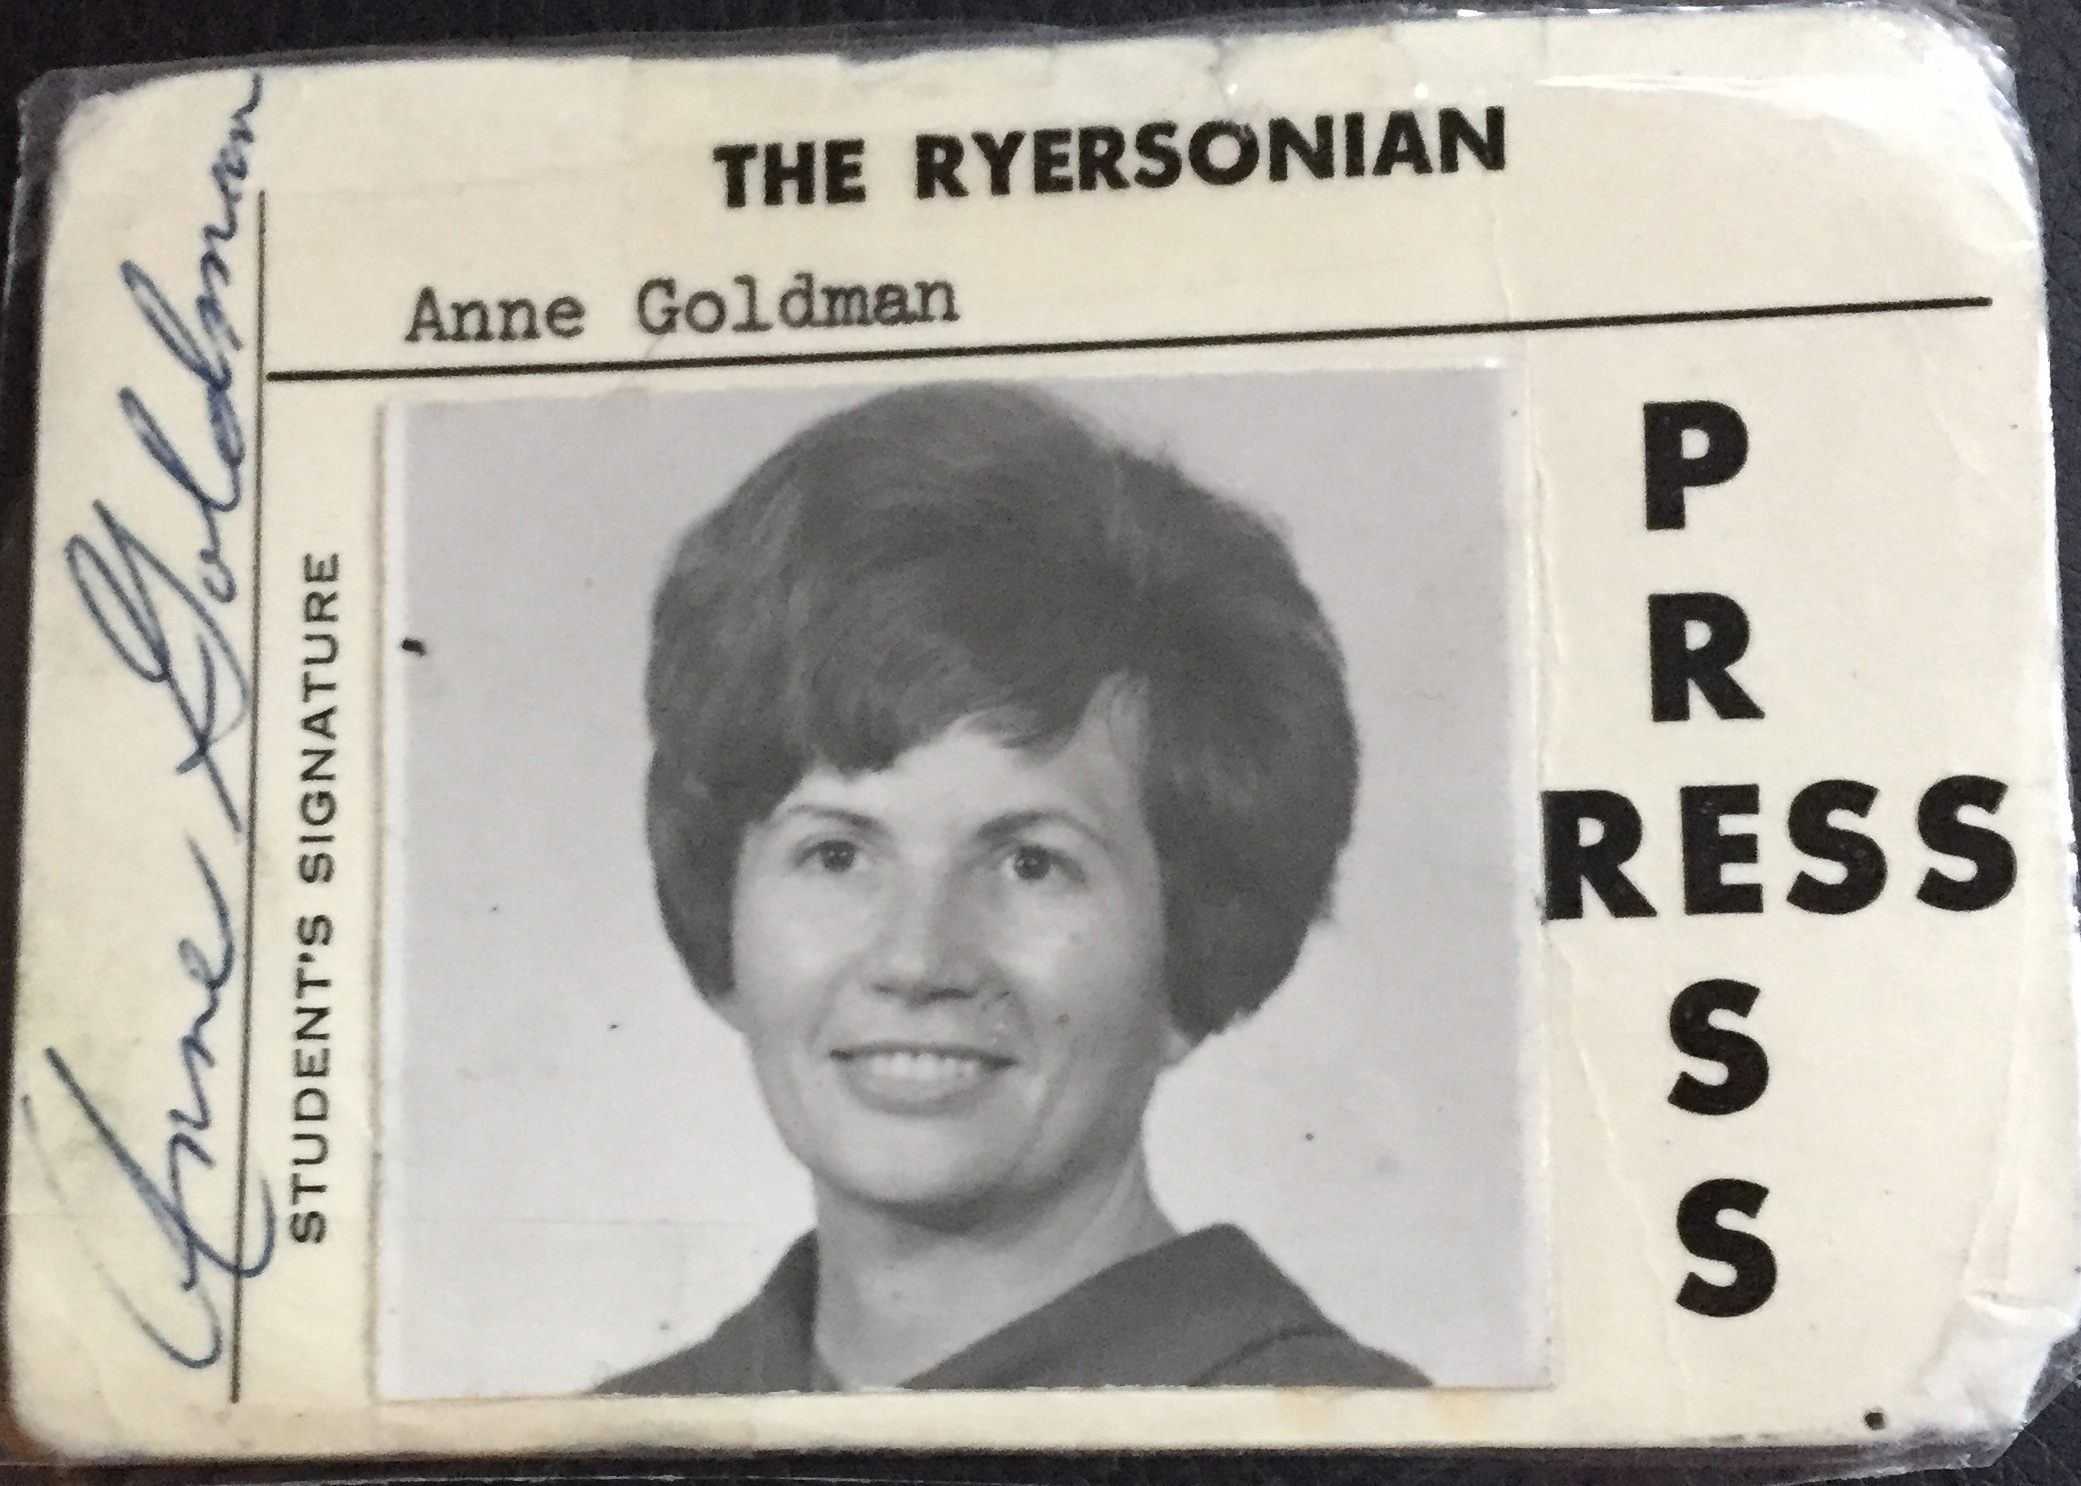 THE RYERSONIAN
Anne Goldman
Anne Goldman
STUDENT'S SIGNATURE
P
R
RESS
S
S